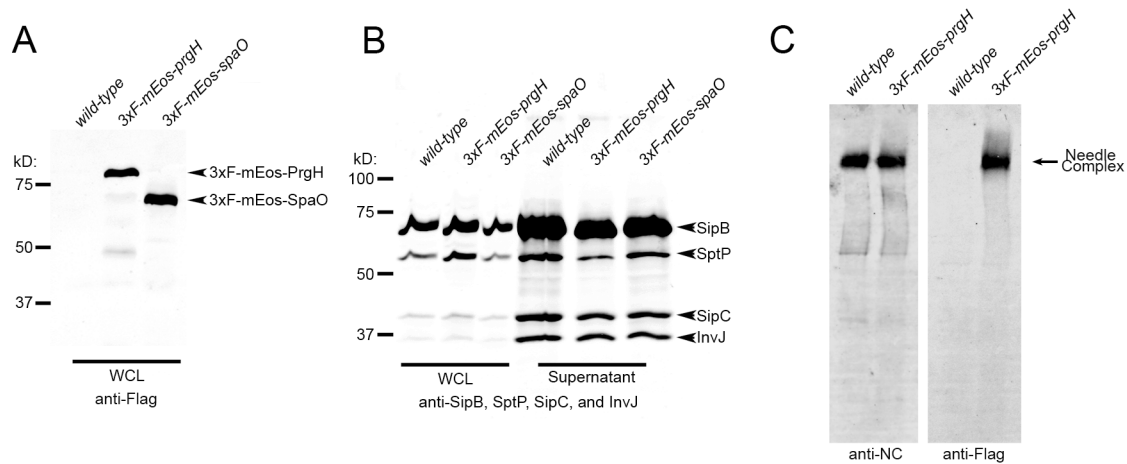 A
wild-type
3xF-mEos-prgH
3xF-mEos-spaO
kD:
75
50
37
3xF-mEos-PrgH
3xF-mEos-SpaO
WCL
anti-Flag
B
wild-type
3xF-mEos-prgH
3xF-mEos-spaO
wild-type
3xF-mEos-prgH
3xF-mEos-spaO
kD:
100
75
50
37
SipB
SptP
SipC
InvJ
WCL
Supernatant
anti-SipB, SptP, SipC, and InvJ
C
wild-type
3xF-mEos-prgH
wild-type
3xF-mEos-prgH
Needle
Complex
anti-NC
anti-Flag